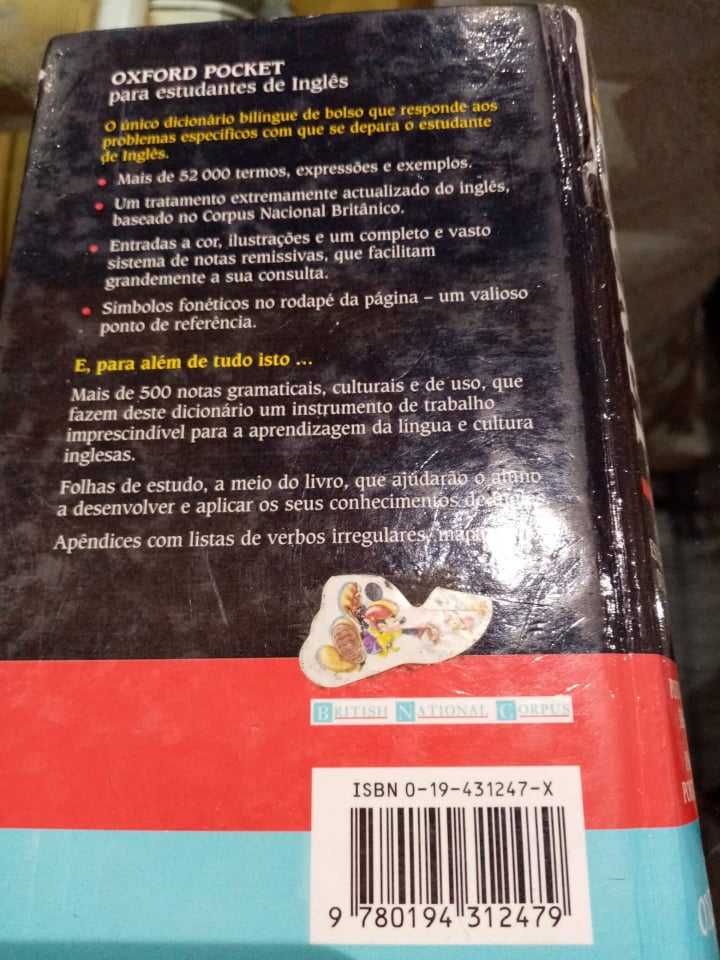 OXFORD POCKET
para estudantes de Inglês
O único dicionário bilingue de bolso que responde aos
problemas específicos com que se depara o estudante
de Inglês.
• Mais de 52 000 termos, expressões e exemplos.
• Um tratamento extremamente actualizado do inglês,
baseado no Corpus Nacional Britânico.
• Entradas a cor, ilustrações e um completo e vasto
sistema de notas remissivas, que facilitam
grandemente a sua consulta.
• Símbolos fonéticos no rodapé da página – um valioso
ponto de referência.
E, para além de tudo isto ...
Mais de 500 notas gramaticais, culturais e de uso, que
fazem deste dicionário um instrumento de trabalho
imprescindível para a aprendizagem da língua e cultura
inglesas.
Folhas de estudo, a meio do livro, que ajudarão o aluno
a desenvolver e aplicar os seus conhecimentos de Inglês
Apêndices com listas de verbos irregulares,
BRITISH NATIONAL CORPUS
ISBN 0-19-431247-X
9 780194 312479